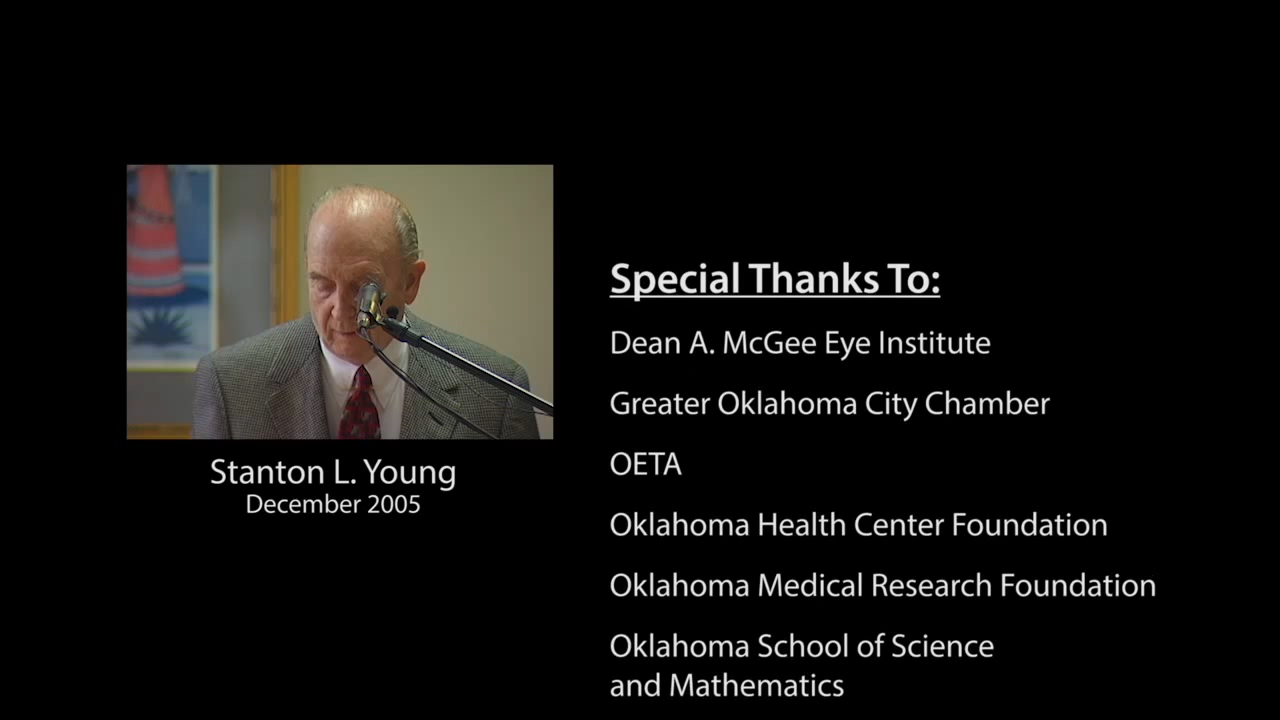 Stanton L. Young
December 2005
Special Thanks To:
Dean A. McGee Eye Institute
Greater Oklahoma City Chamber
OETA
Oklahoma Health Center Foundation
Oklahoma Medical Research Foundation
Oklahoma School of Science
and Mathematics